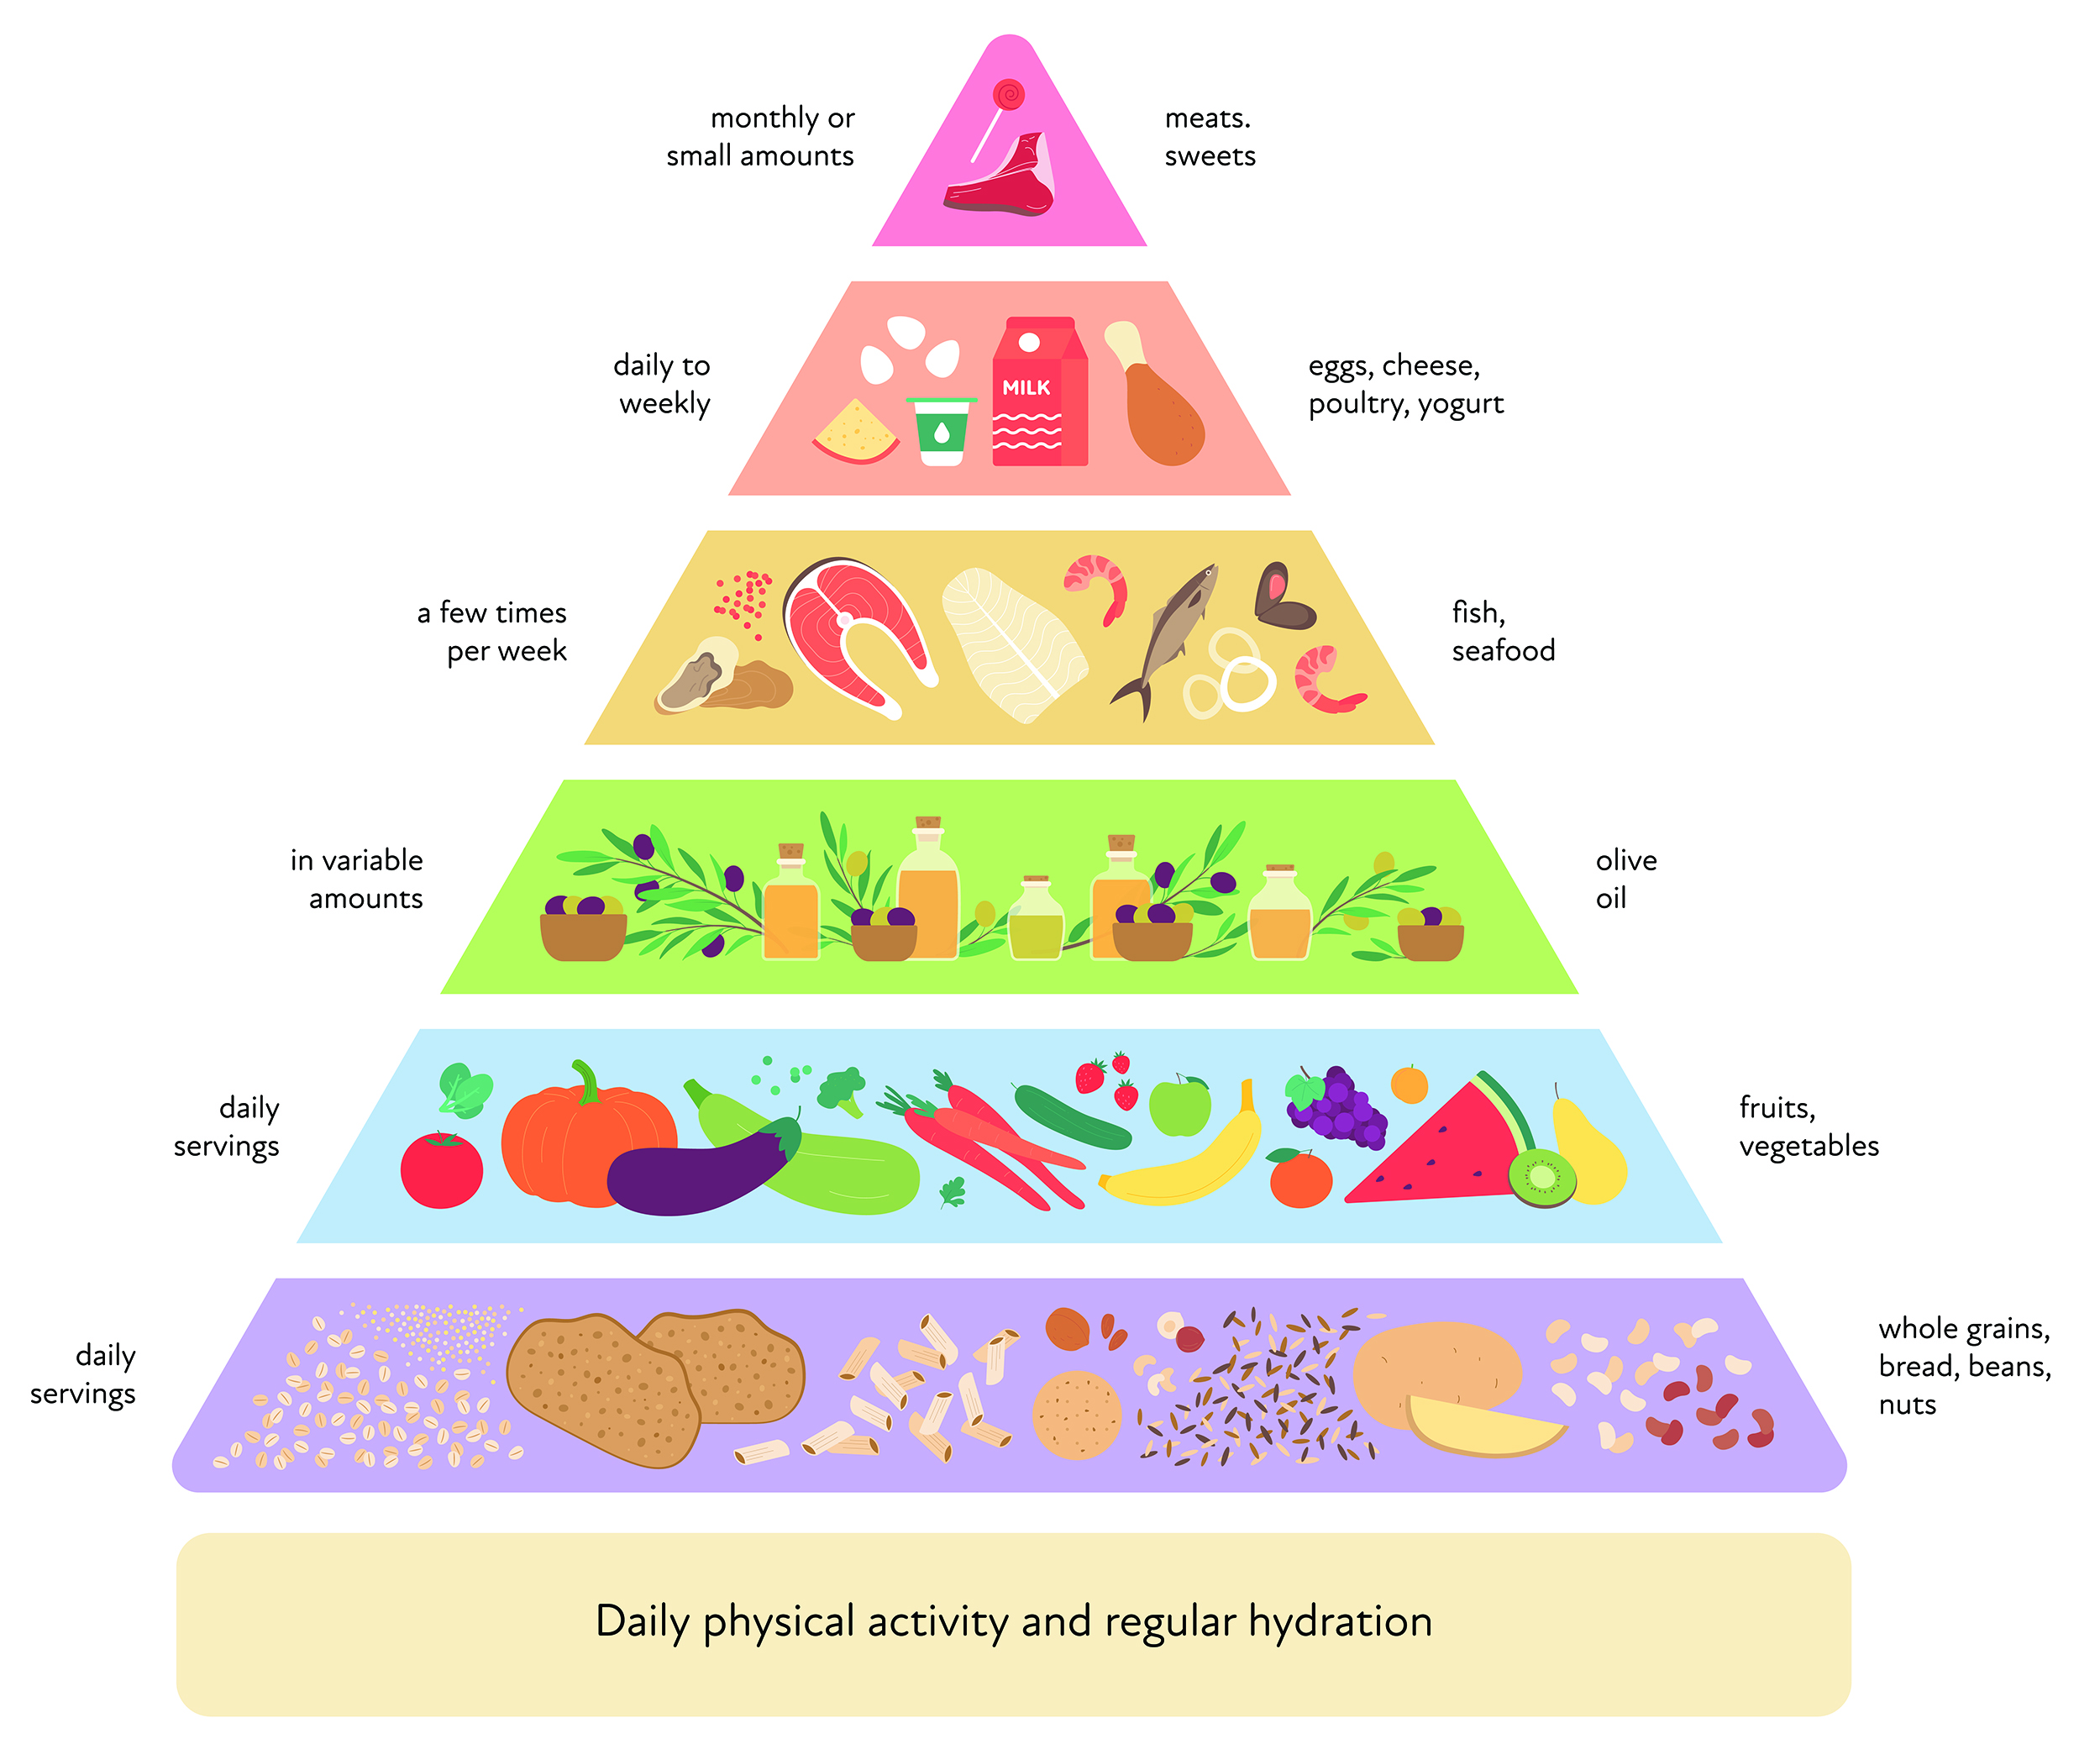 monthly or
small amounts
meats.
sweets
daily to
weekly
MILK
eggs, cheese,
poultry, yogurt
a few times
per week
fish,
seafood
in variable
amounts
olive
oil
daily
servings
fruits,
vegetables
daily
servings
whole grains,
bread, beans,
nuts
Daily physical activity and regular hydration